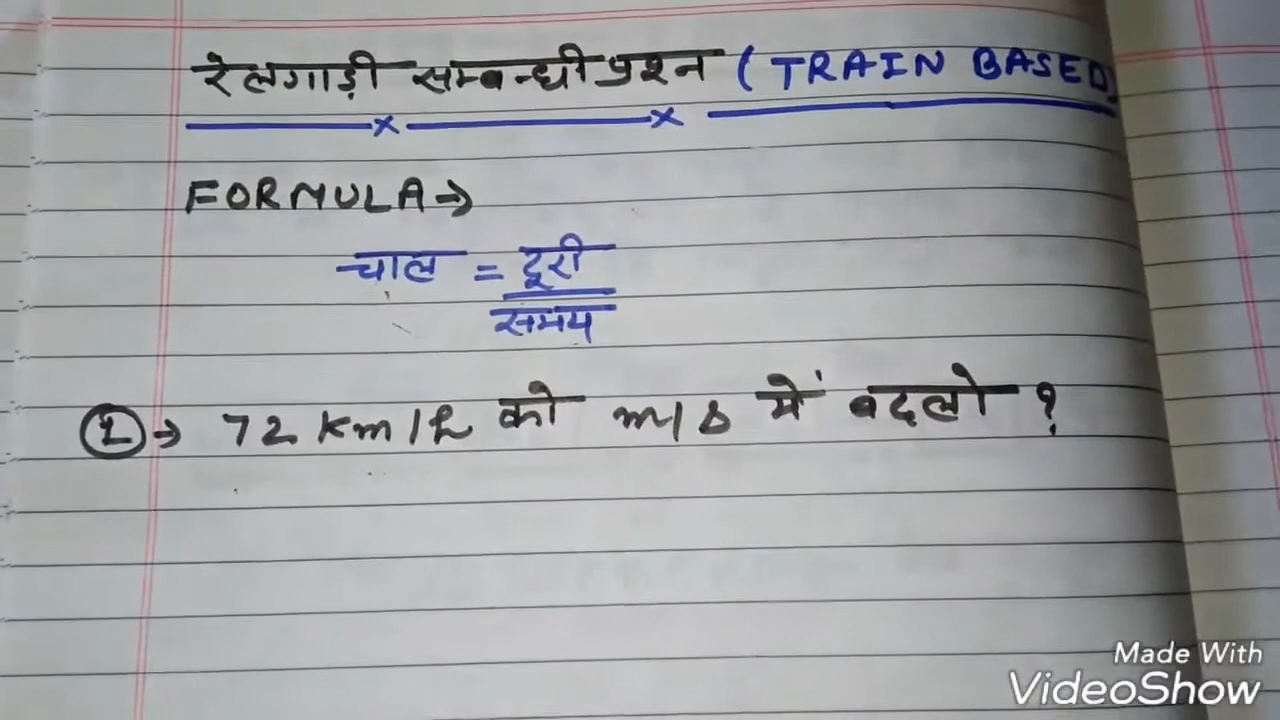 रेलगाड़ी सम्बन्धी प्रश्न (TRAIN BASED)
FORMULA→
चाल = दूरी
समय
1→ 72 km/h को m/s में बदलो ?
Made With
VideoShow